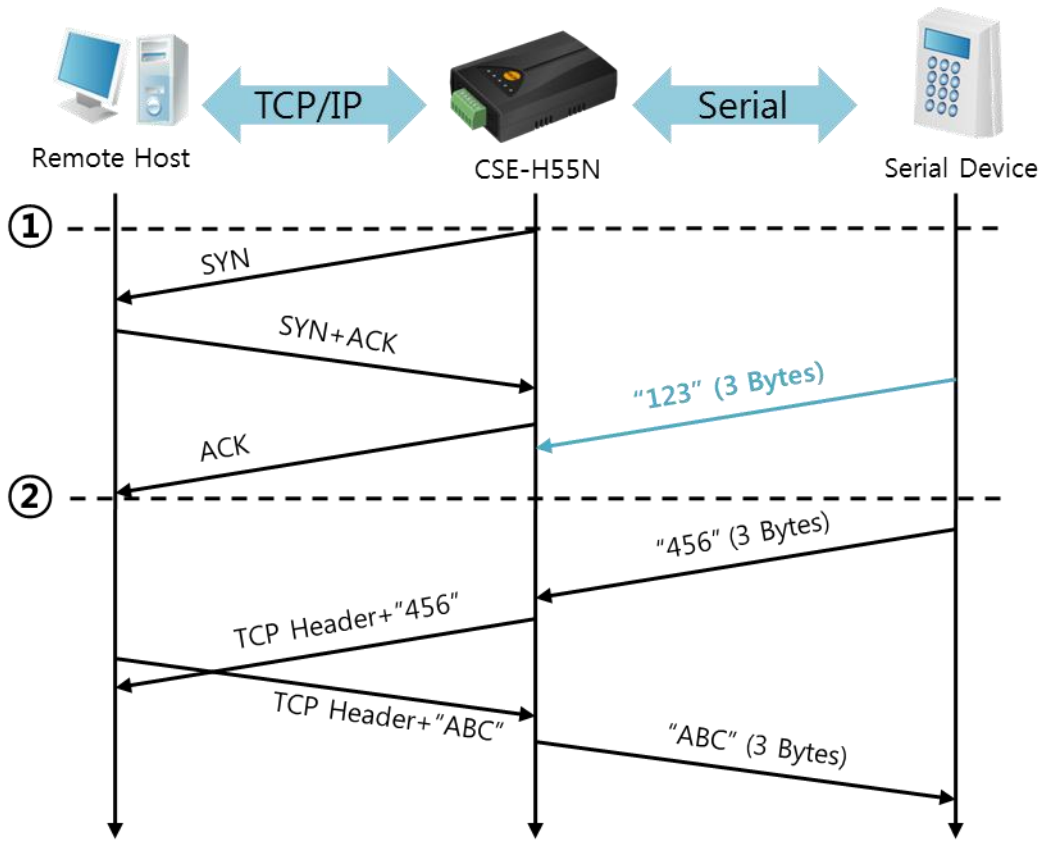 TCP/IP
Serial
Remote Host
CSE-H55N
Serial Device
①
SYN
SYN+ACK
“123” (3 Bytes)
ACK
②
“456” (3 Bytes)
TCP Header+“456”
TCP Header+“ABC”
“ABC” (3 Bytes)